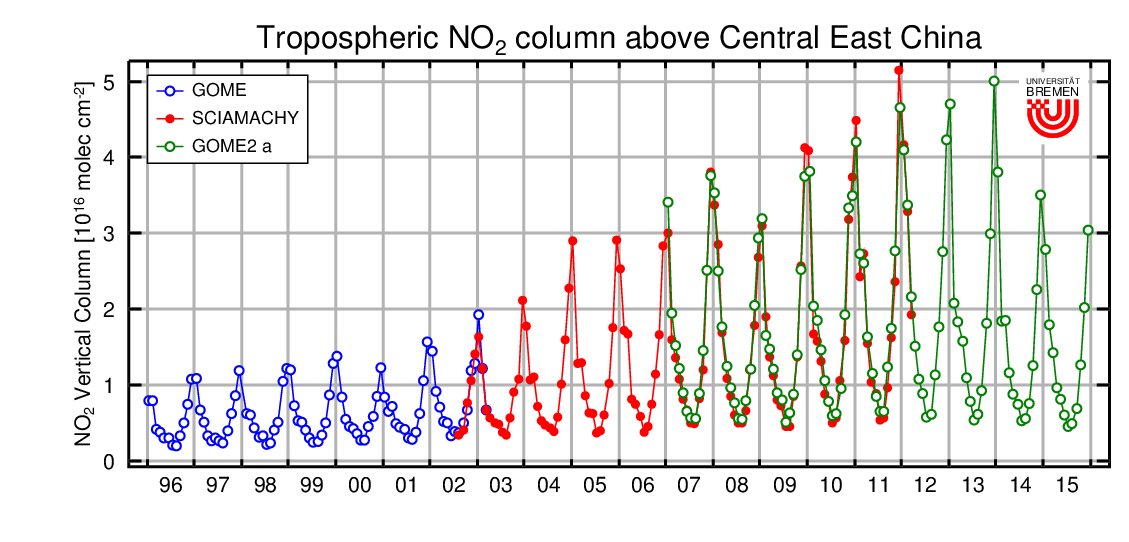 Tropospheric NO2 column above Central East China
NO2 Vertical Column [10^16 molec cm^-2]
GOME
SCIAMACHY
GOME2 a
UNIVERSITÄT
BREMEN
5
4
3
2
1
0
96 97 98 99 00 01 02 03 04 05 06 07 08 09 10 11 12 13 14 15